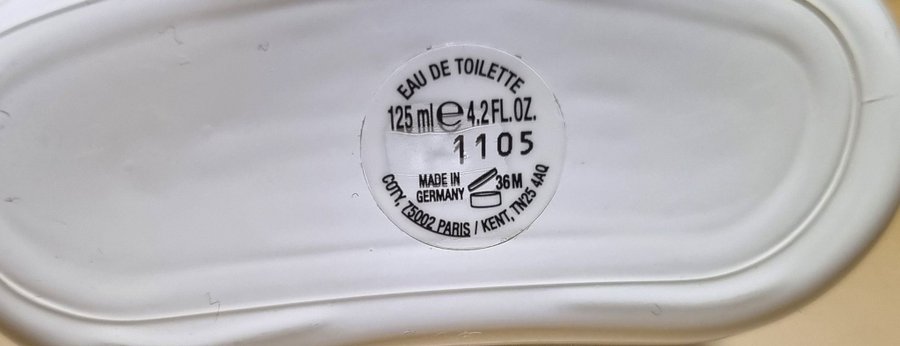 EAU DE TOILETTE
125 ml e 4.2 FL.OZ.
1105
MADE IN
GERMANY
36M
COTY, 75002 PARIS / KENT, TN25 4AQ